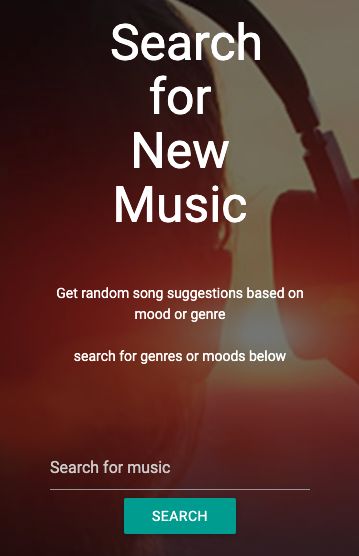 Search
for
New
Music
Get random song suggestions based on
mood or genre
search for genres or moods below
Search for music
SEARCH